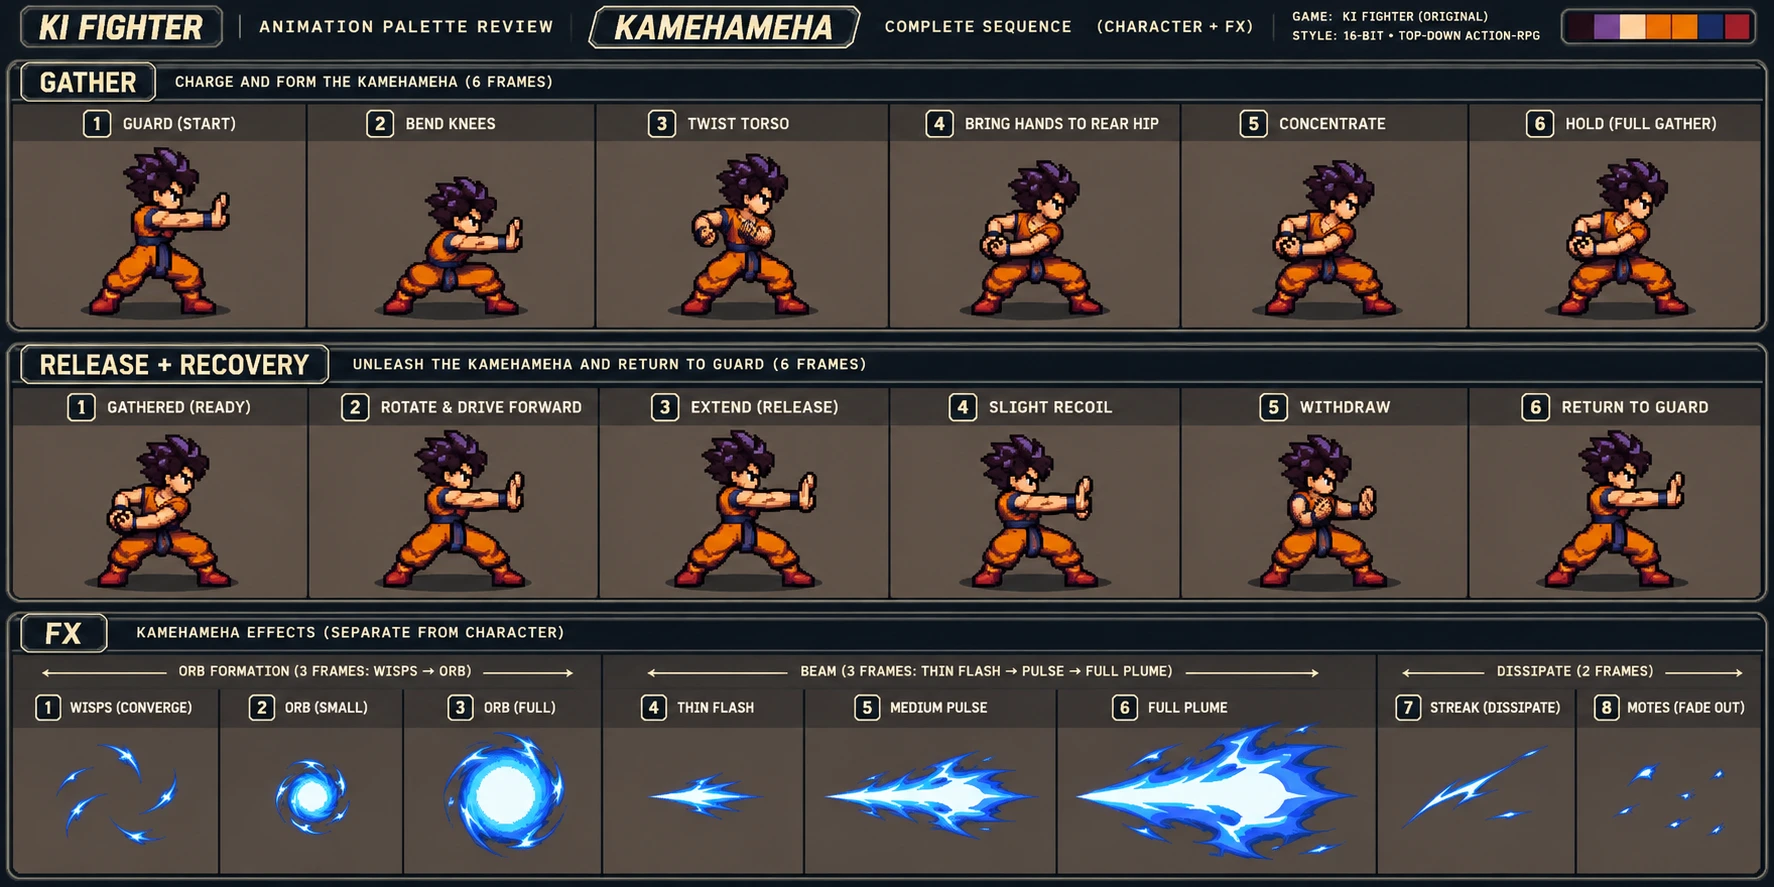 KI FIGHTER
ANIMATION PALETTE REVIEW
KAMEHAMEHA
COMPLETE SEQUENCE (CHARACTER + FX)
GAME: KI FIGHTER (ORIGINAL)
STYLE: 16-BIT • TOP-DOWN ACTION-RPG
GATHER
CHARGE AND FORM THE KAMEHAMEHA (6 FRAMES)
1 GUARD (START)
2 BEND KNEES
3 TWIST TORSO
4 BRING HANDS TO REAR HIP
5 CONCENTRATE
6 HOLD (FULL GATHER)
RELEASE + RECOVERY
UNLEASH THE KAMEHAMEHA AND RETURN TO GUARD (6 FRAMES)
1 GATHERED (READY)
2 ROTATE & DRIVE FORWARD
3 EXTEND (RELEASE)
4 SLIGHT RECOIL
5 WITHDRAW
6 RETURN TO GUARD
FX
KAMEHAMEHA EFFECTS (SEPARATE FROM CHARACTER)
ORB FORMATION (3 FRAMES: WISPS → ORB)
BEAM (3 FRAMES: THIN FLASH → PULSE → FULL PLUME)
DISSIPATE (2 FRAMES)
1 WISPS (CONVERGE)
2 ORB (SMALL)
3 ORB (FULL)
4 THIN FLASH
5 MEDIUM PULSE
6 FULL PLUME
7 STREAK (DISSIPATE)
8 MOTES (FADE OUT)